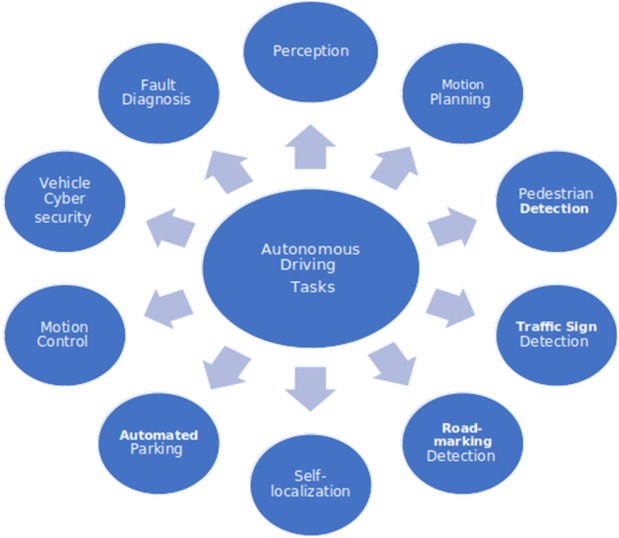 Perception
Motion
Planning
Pedestrian
Detection
Traffic Sign
Detection
Road-
marking
Detection
Self-
localization
Automated
Parking
Motion
Control
Vehicle
Cyber
security
Fault
Diagnosis
Autonomous
Driving
Tasks